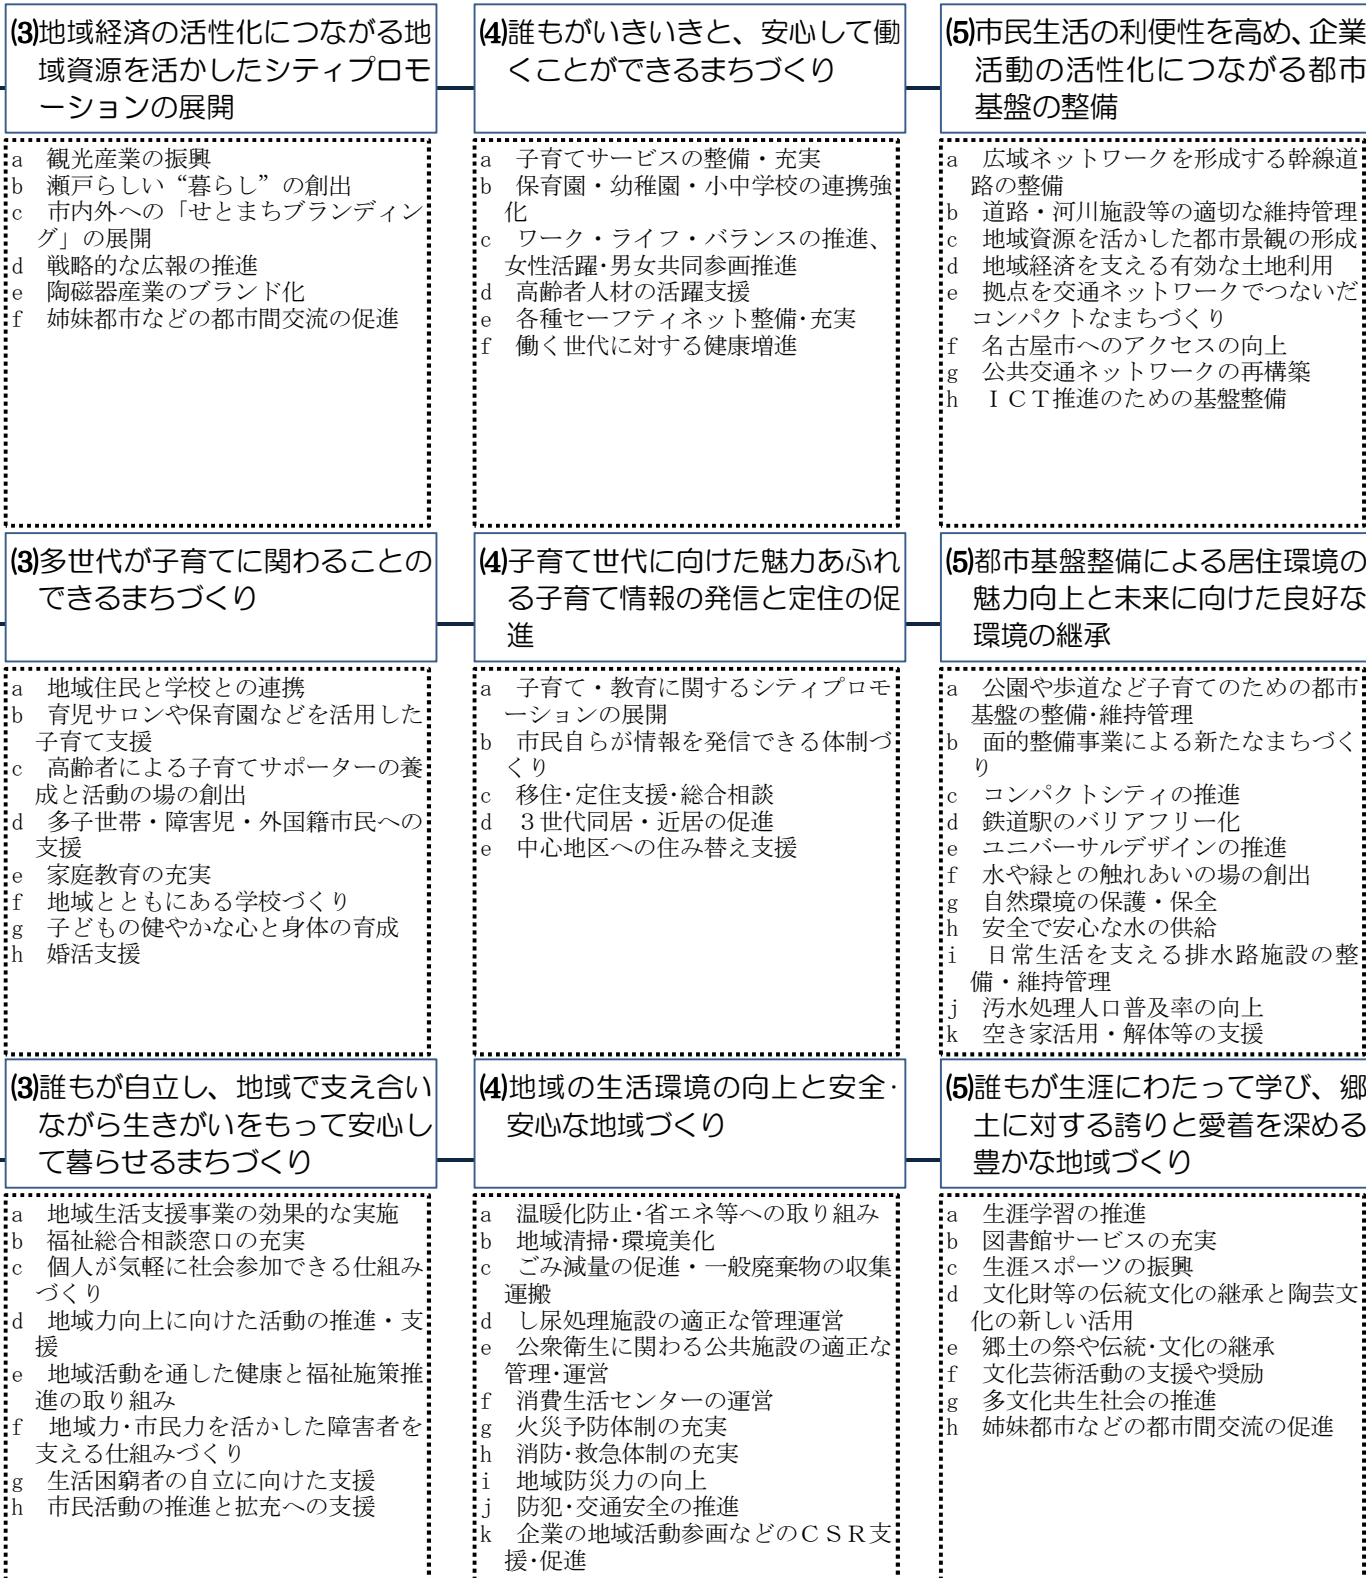 ⑶地域経済の活性化につながる地
域資源を活かしたシティプロモ
ーションの展開
a　観光産業の振興
b　瀬戸らしい“暮らし”の創出
c　市内外への「せとまちブランディン
グ」の展開
d　戦略的な広報の推進
e　陶磁器産業のブランド化
f　姉妹都市などの都市間交流の促進
⑷誰もがいきいきと、安心して働
くことができるまちづくり
a　子育てサービスの整備・充実
b　保育園・幼稚園・小中学校の連携強
化
c　ワーク・ライフ・バランスの推進、
女性活躍･男女共同参画推進
d　高齢者人材の活躍支援
e　各種セーフティネット整備･充実
f　働く世代に対する健康増進
⑸市民生活の利便性を高め、企業
活動の活性化につながる都市
基盤の整備
a　広域ネットワークを形成する幹線道
路の整備
b　道路・河川施設等の適切な維持管理
c　地域資源を活かした都市景観の形成
d　地域経済を支える有効な土地利用
e　拠点を交通ネットワークでつないだ
コンパクトなまちづくり
f　名古屋市へのアクセスの向上
g　公共交通ネットワークの再構築
h　ＩＣＴ推進のための基盤整備
⑶多世代が子育てに関わることの
できるまちづくり
a　地域住民と学校との連携
b　育児サロンや保育園などを活用した
子育て支援
c　高齢者による子育てサポーターの養
成と活動の場の創出
d　多子世帯・障害児・外国籍市民への
支援
e　家庭教育の充実
f　地域とともにある学校づくり
g　子どもの健やかな心と身体の育成
h　婚活支援
⑷子育て世代に向けた魅力あふれ
る子育て情報の発信と定住の促
進
a　子育て・教育に関するシティプロモ
ーションの展開
b　市民自らが情報を発信できる体制づ
くり
c　移住･定住支援･総合相談
d　３世代同居・近居の促進
e　中心地区への住み替え支援
⑸都市基盤整備による居住環境の
魅力向上と未来に向けた良好な
環境の継承
a　公園や歩道など子育てのための都市
基盤の整備･維持管理
b　面的整備事業による新たなまちづく
り
c　コンパクトシティの推進
d　鉄道駅のバリアフリー化
e　ユニバーサルデザインの推進
f　水や緑との触れあいの場の創出
g　自然環境の保護・保全
h　安全で安心な水の供給
i　日常生活を支える排水路施設の整
備・維持管理
j　汚水処理人口普及率の向上
k　空き家活用・解体等の支援
⑶誰もが自立し、地域で支え合い
ながら生きがいをもって安心し
て暮らせるまちづくり
a　地域生活支援事業の効果的な実施
b　福祉総合相談窓口の充実
c　個人が気軽に社会参加できる仕組み
づくり
d　地域力向上に向けた活動の推進・支
援
e　地域活動を通した健康と福祉施策推
進の取り組み
f　地域力･市民力を活かした障害者を
支える仕組みづくり
g　生活困窮者の自立に向けた支援
h　市民活動の推進と拡充への支援
⑷地域の生活環境の向上と安全･
安心な地域づくり
a　温暖化防止･省エネ等への取り組み
b　地域清掃･環境美化
c　ごみ減量の促進・一般廃棄物の収集
運搬
d　し尿処理施設の適正な管理運営
e　公衆衛生に関わる公共施設の適正な
管理･運営
f　消費生活センターの運営
g　火災予防体制の充実
h　消防･救急体制の充実
i　地域防災力の向上
j　防犯･交通安全の推進
k　企業の地域活動参画などのＣＳＲ支
援･促進
⑸誰もが生涯にわたって学び、郷
土に対する誇りと愛着を深める
豊かな地域づくり
a　生涯学習の推進
b　図書館サービスの充実
c　生涯スポーツの振興
d　文化財等の伝統文化の継承と陶芸文
化の新しい活用
e　郷土の祭や伝統･文化の継承
f　文化芸術活動の支援や奨励
g　多文化共生社会の推進
h　姉妹都市などの都市間交流の促進